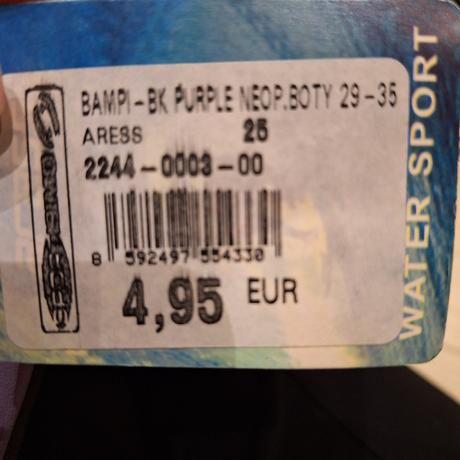 BAMPI-BK PURPLE NEOP.BOTY 29-35
ARESS 25
2244-0003-00
8 592497 554330
4,95 EUR
WATER SPORT